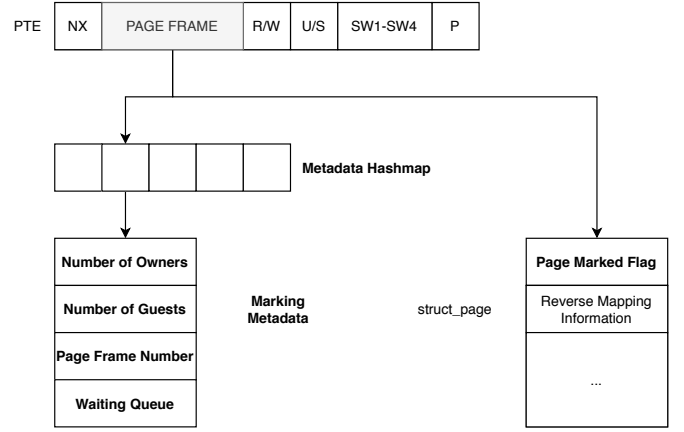 PTE NX PAGE FRAME R/W U/S SW1-SW4 P
Metadata Hashmap
Number of Owners
Number of Guests
Page Frame Number
Waiting Queue
Marking
Metadata
struct_page
Page Marked Flag
Reverse Mapping
Information
...